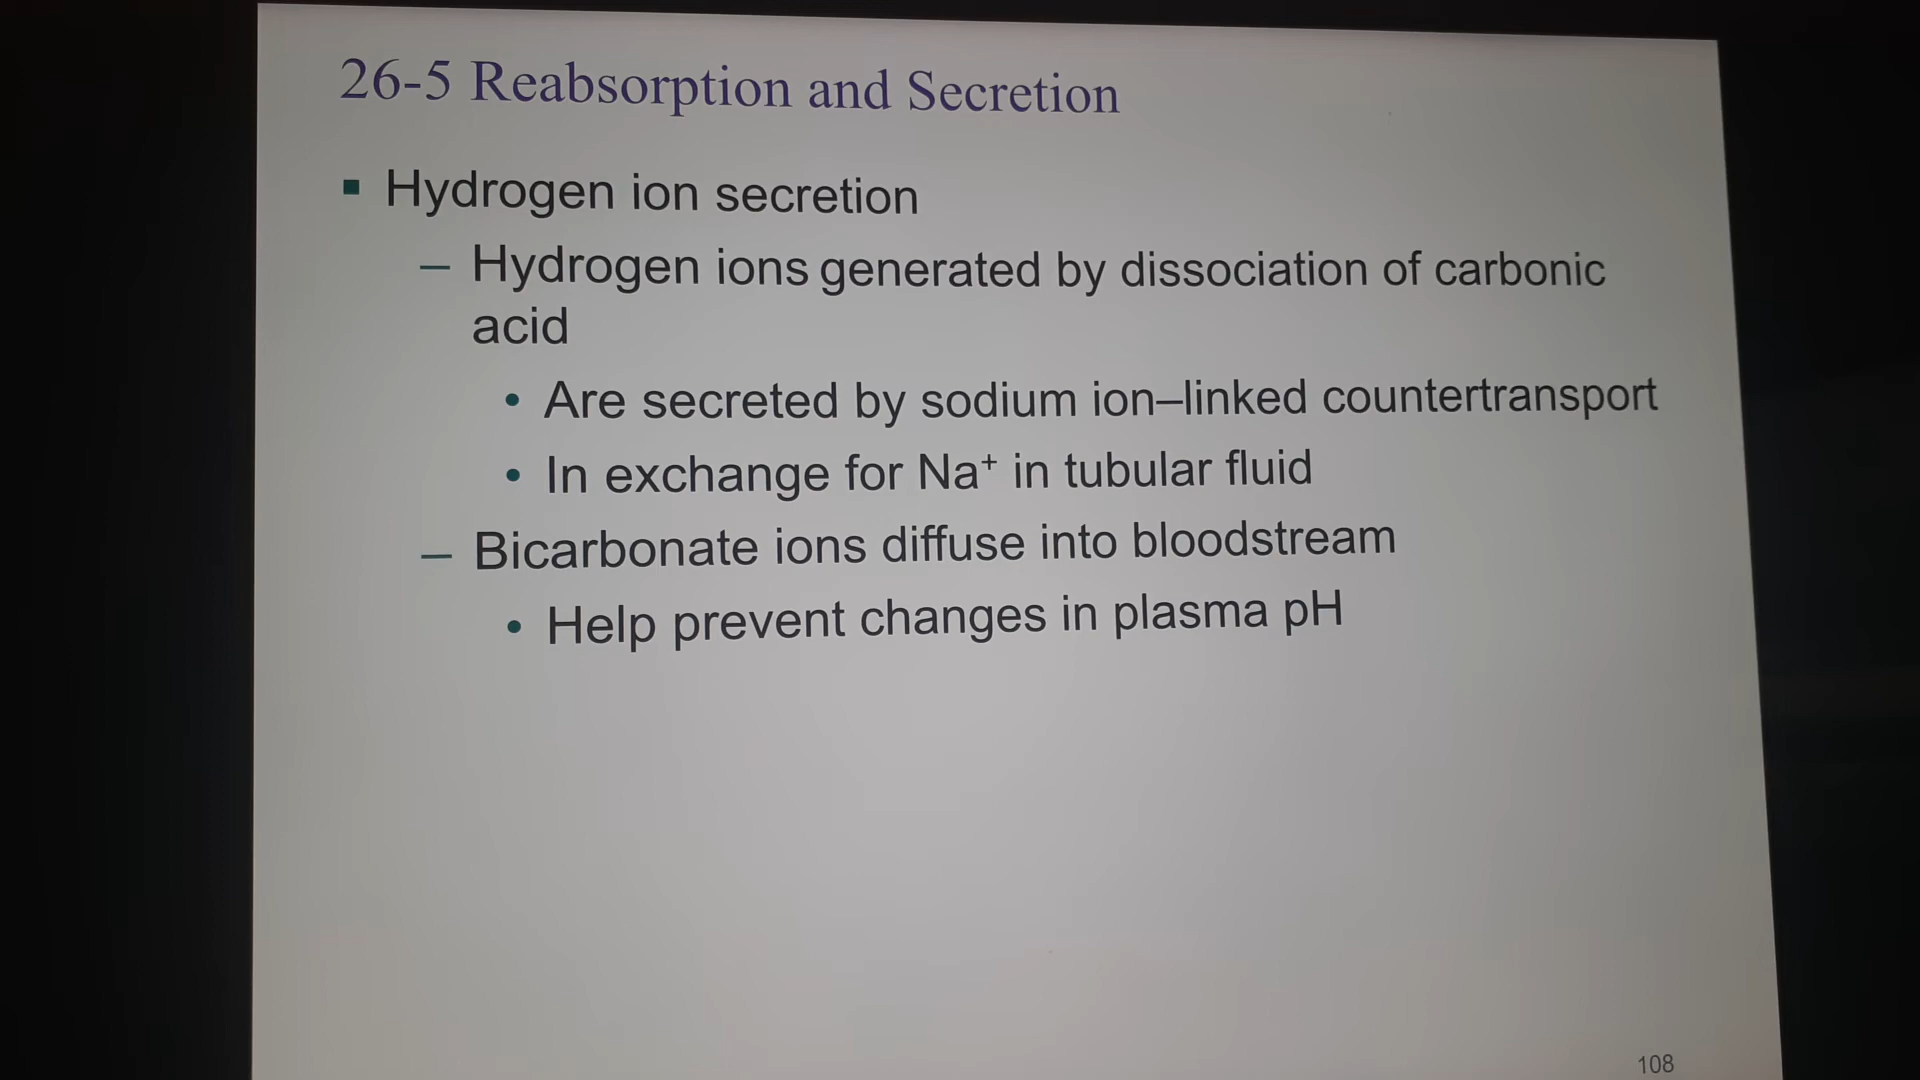 26-5 Reabsorption and Secretion
▪ Hydrogen ion secretion
– Hydrogen ions generated by dissociation of carbonic
acid
• Are secreted by sodium ion–linked countertransport
• In exchange for Na⁺ in tubular fluid
– Bicarbonate ions diffuse into bloodstream
• Help prevent changes in plasma pH
108